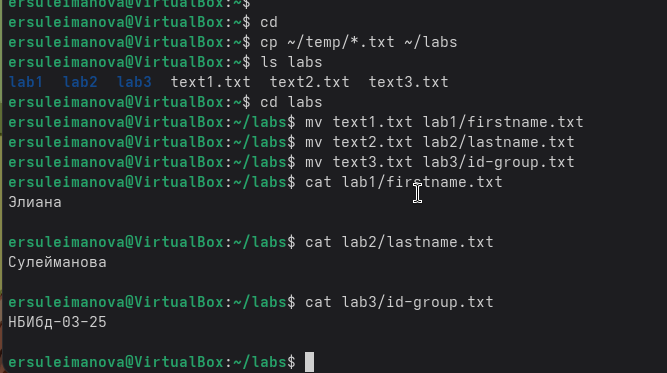 ersuleimanova@VirtualBox:~$
ersuleimanova@VirtualBox:~$ cd
ersuleimanova@VirtualBox:~$ cp ~/temp/*.txt ~/labs
ersuleimanova@VirtualBox:~$ ls labs
lab1  lab2  lab3  text1.txt  text2.txt  text3.txt
ersuleimanova@VirtualBox:~$ cd labs
ersuleimanova@VirtualBox:~/labs$ mv text1.txt lab1/firstname.txt
ersuleimanova@VirtualBox:~/labs$ mv text2.txt lab2/lastname.txt
ersuleimanova@VirtualBox:~/labs$ mv text3.txt lab3/id-group.txt
ersuleimanova@VirtualBox:~/labs$ cat lab1/firstname.txt
Элиана
ersuleimanova@VirtualBox:~/labs$ cat lab2/lastname.txt
Сулейманова
ersuleimanova@VirtualBox:~/labs$ cat lab3/id-group.txt
НБИбд-03-25
ersuleimanova@VirtualBox:~/labs$